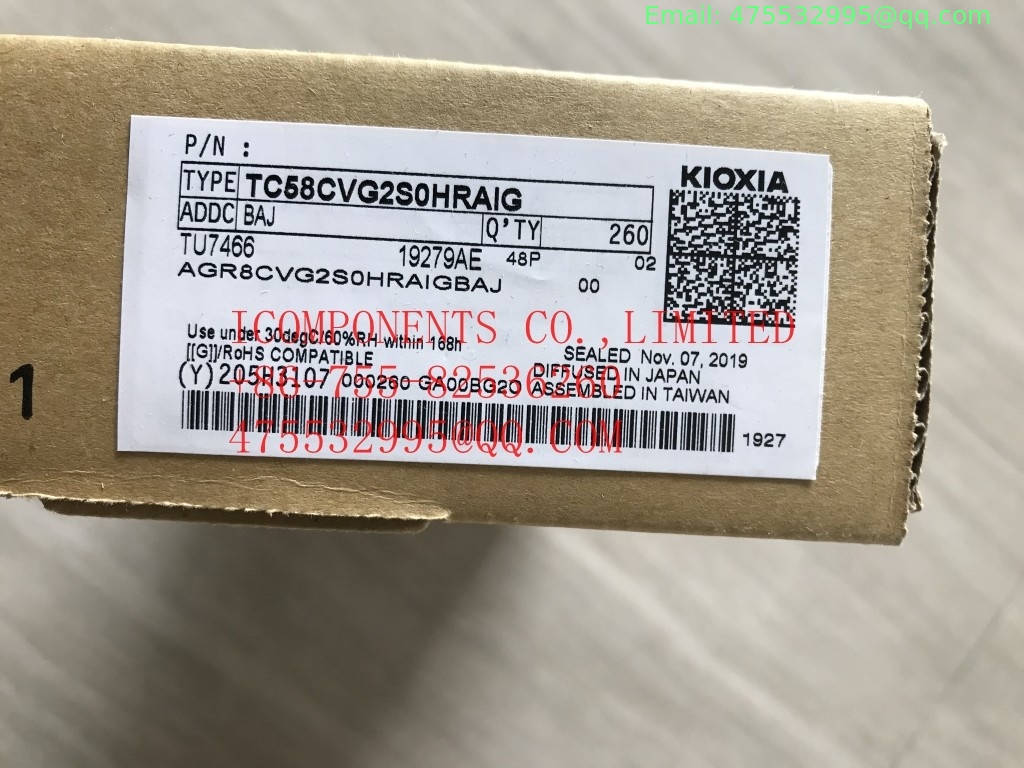 Email: 475532995@qq.com
P/N :
KIOXIA
TYPE TC58CVG2S0HRAIG
ADDC BAJ Q'TY 260
TU7466 19279AE 48P 02
AGR8CVG2S0HRAIGBAJ 00
ICOMPONENTS CO.,LIMITED
Use under 30degC/60%RH within 168h
SEALED Nov. 07, 2019
[[G]]/RoHS COMPATIBLE
DIFFUSED IN JAPAN
(Y) 000260 ASSEMBLED IN TAIWAN
475532995@QQ.COM
1927
1